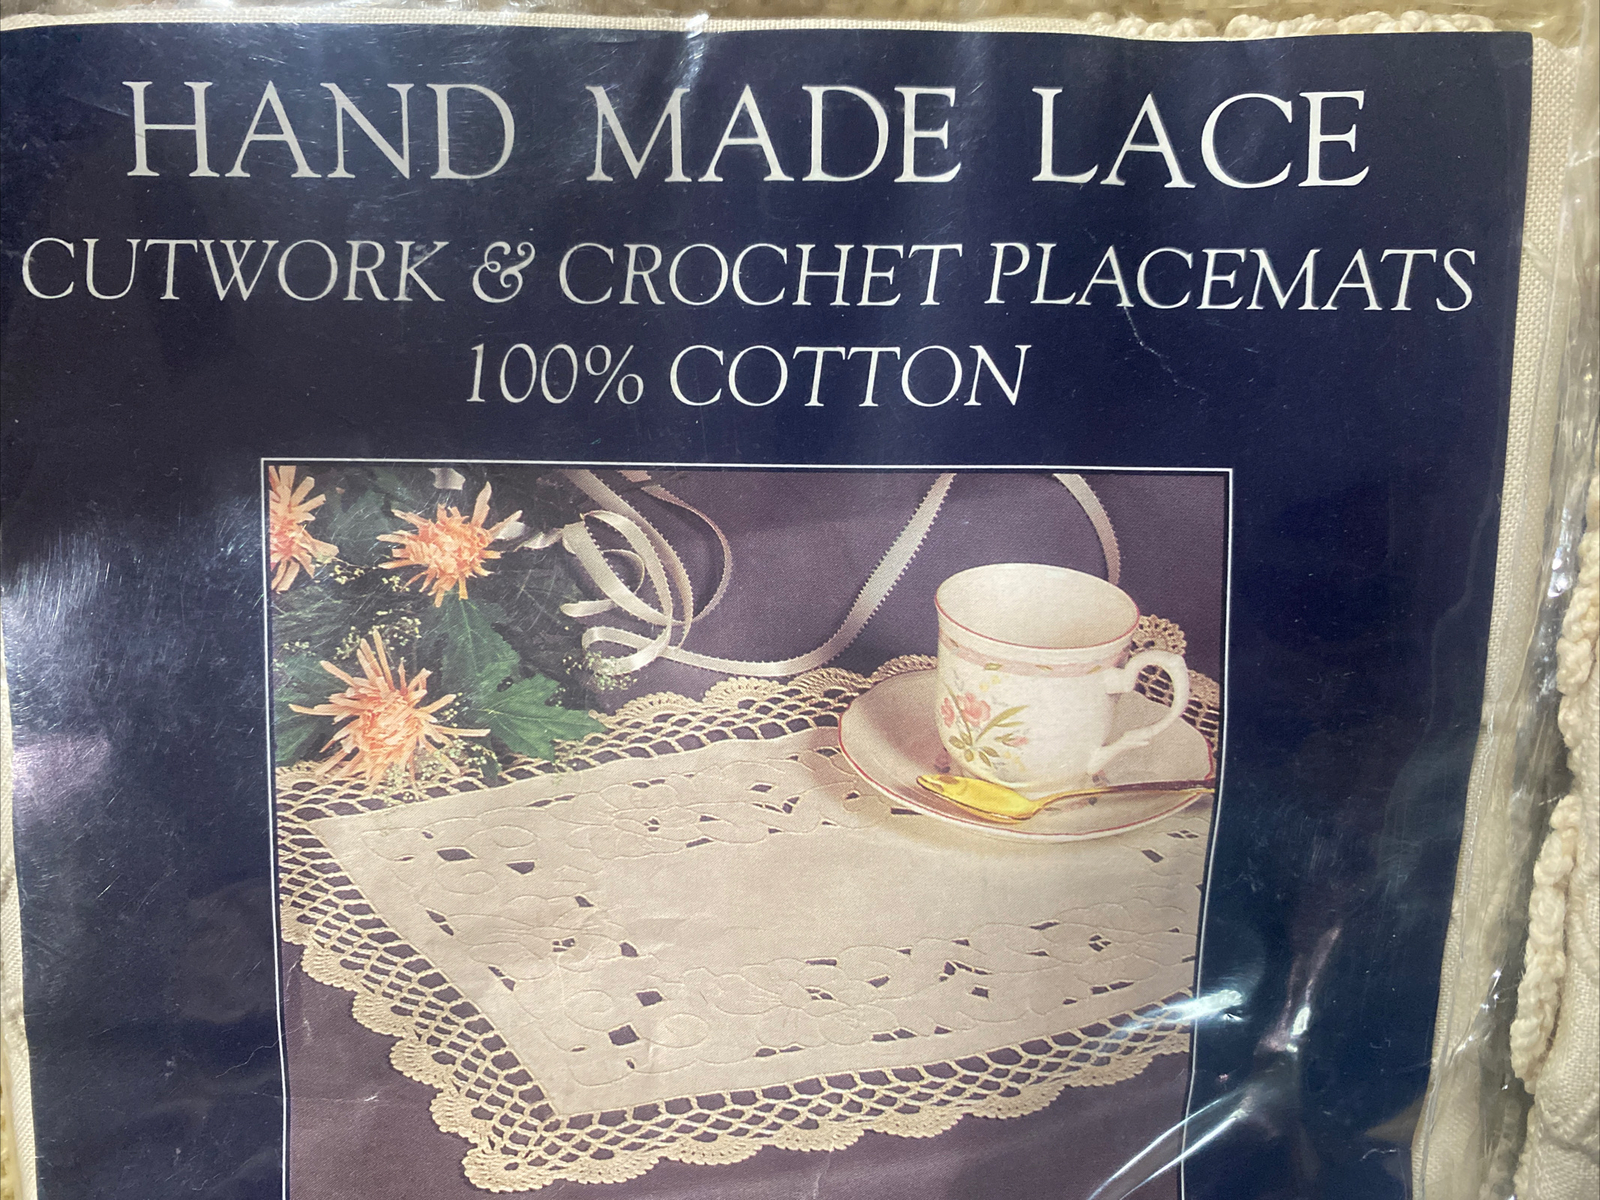 HAND MADE LACE
CUTWORK & CROCHET PLACEMATS
100% COTTON